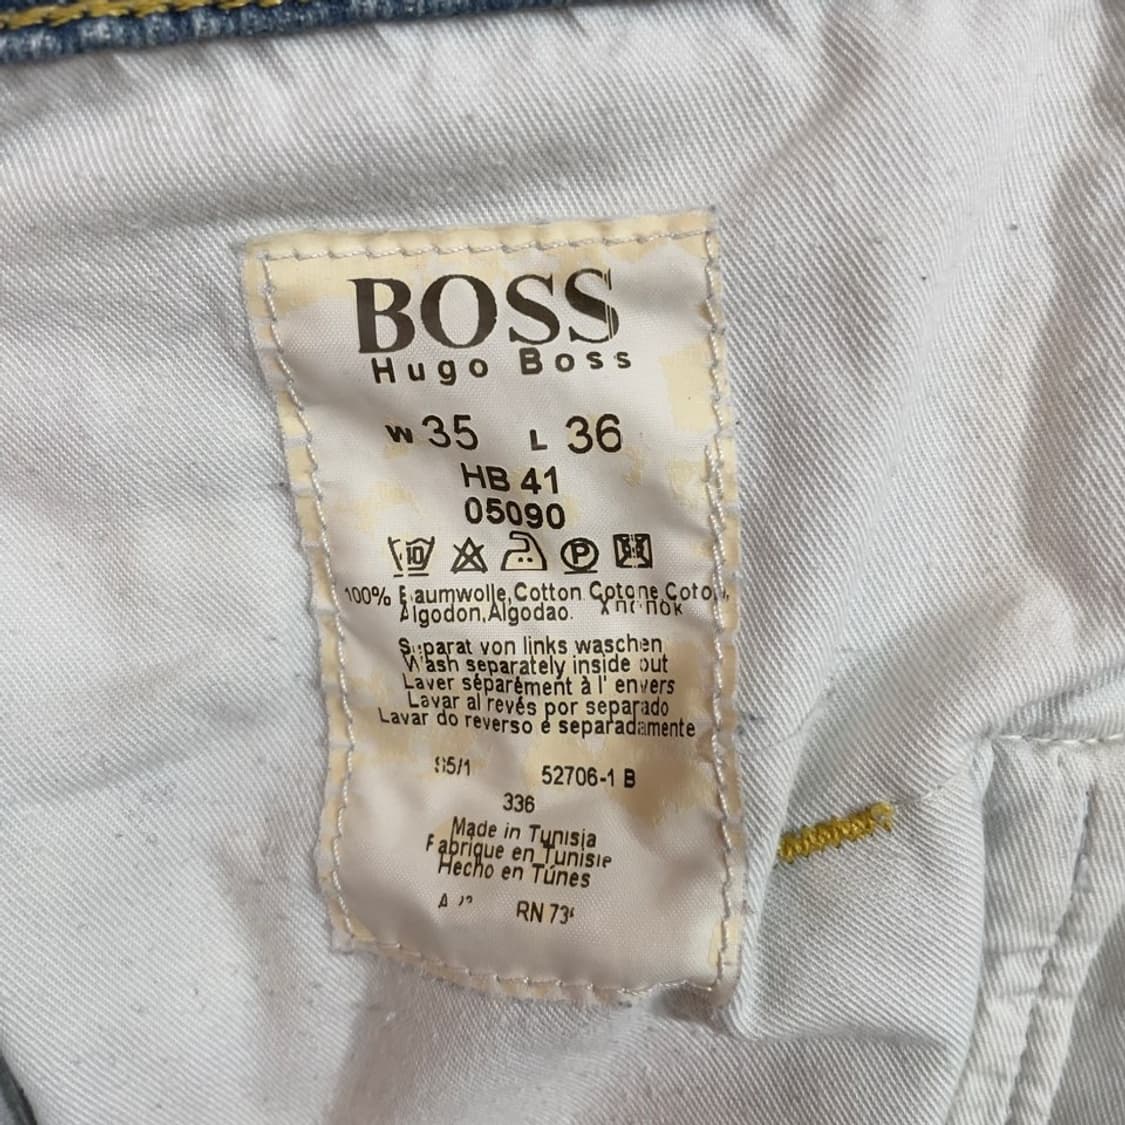 BOSS
Hugo Boss
W 35 L 36
HB 41
05090
P
100% Baumwolle, Cotton Cotone
Algodon, Algodao.
Separat von links waschen
Wash separately inside out
Laver séparément à l' envers
Lavar al revés por separado
Lavar do reverso e separadamente
52706-1 B
336
Made in Tunisia
Fabrique en Tunisie
Hecho en Túnes
RN